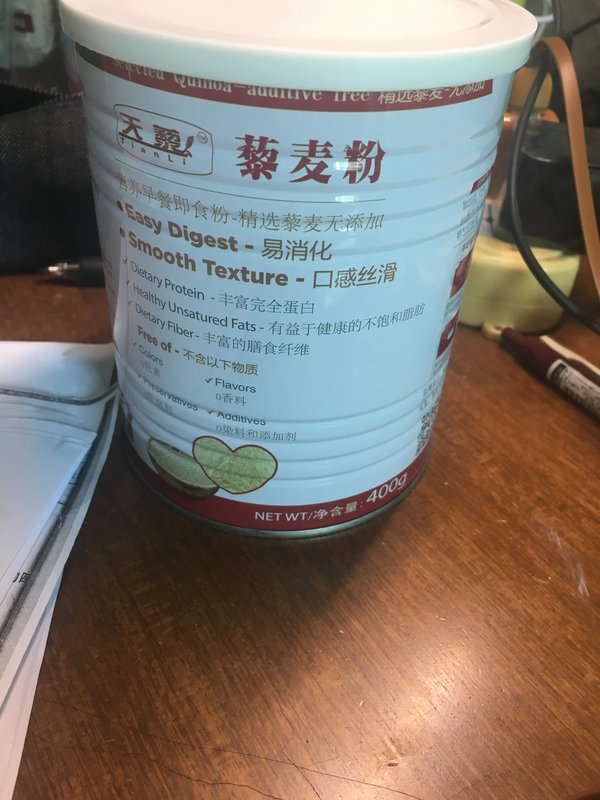 Selected Quinoa—additive free 精选藜麦-无添加
天藜 TM
TianLi
藜麦粉
营养早餐即食粉-精选藜麦无添加
• Easy Digest - 易消化
• Smooth Texture - 口感丝滑
✓ Dietary Protein - 丰富完全蛋白
✓ Healthy Unsatured Fats - 有益于健康的不饱和脂肪
✓ Dietary Fiber - 丰富的膳食纤维
Free of - 不含以下物质
✓ Colors ✓ Flavors
0色素 0香料
✓ Preservatives ✓ Additives
0染料和添加剂
NET WT/净含量: 400g